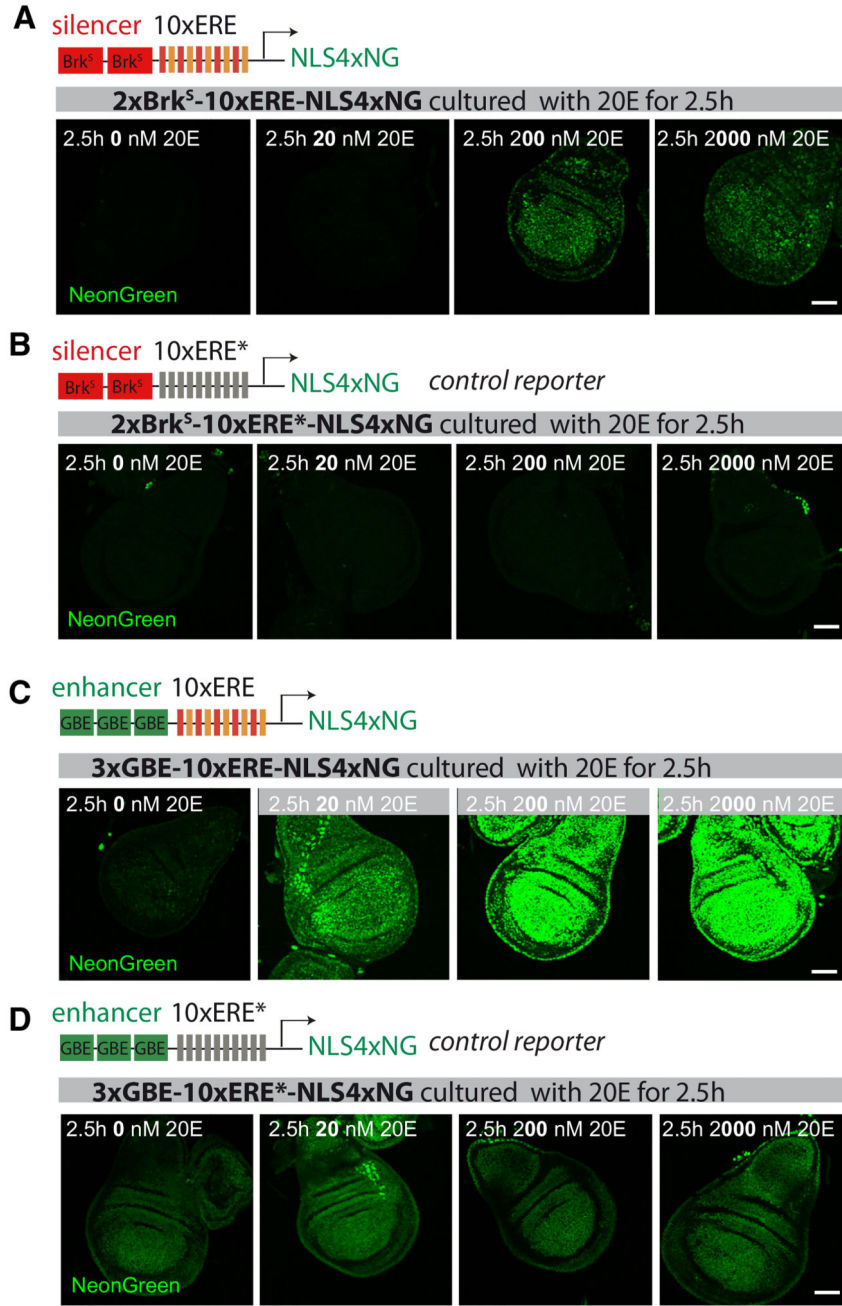 A
silencer 10xERE
Brkˢ Brkˢ NLS4xNG
2xBrkˢ-10xERE-NLS4xNG cultured with 20E for 2.5h
2.5h 0 nM 20E 2.5h 20 nM 20E 2.5h 200 nM 20E 2.5h 2000 nM 20E
NeonGreen
B
silencer 10xERE*
Brkˢ Brkˢ NLS4xNG control reporter
2xBrkˢ-10xERE*-NLS4xNG cultured with 20E for 2.5h
2.5h 0 nM 20E 2.5h 20 nM 20E 2.5h 200 nM 20E 2.5h 2000 nM 20E
NeonGreen
C
enhancer 10xERE
GBE GBE GBE NLS4xNG
3xGBE-10xERE-NLS4xNG cultured with 20E for 2.5h
2.5h 0 nM 20E 2.5h 20 nM 20E 2.5h 200 nM 20E 2.5h 2000 nM 20E
NeonGreen
D
enhancer 10xERE*
GBE GBE GBE NLS4xNG control reporter
3xGBE-10xERE*-NLS4xNG cultured with 20E for 2.5h
2.5h 0 nM 20E 2.5h 20 nM 20E 2.5h 200 nM 20E 2.5h 2000 nM 20E
NeonGreen